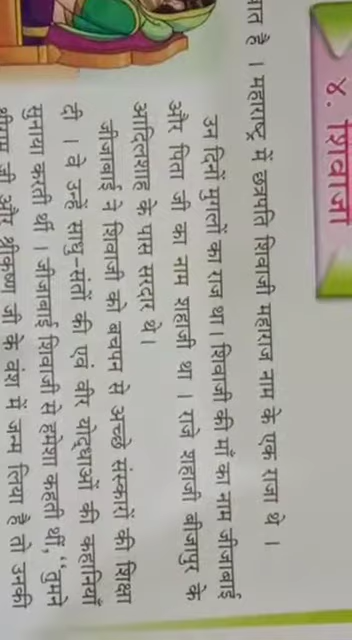 ४. शिवाजी
बात है । महाराष्ट्र में छत्रपति शिवाजी महाराज नाम के एक राजा थे ।
उन दिनों मुगलों का राज था । शिवाजी की माँ का नाम जीजाबाई
और पिता जी का नाम शहाजी था । राजे शहाजी बीजापुर के
आदिलशाह के पास सरदार थे ।
जीजाबाई ने शिवाजी को बचपन से अच्छे संस्कारों की शिक्षा
दी । वे उन्हें साधु-संतों की एवं वीर योद्धाओं की कहानियाँ
सुनाया करती थीं । जीजाबाई शिवाजी से हमेशा कहती थीं, “तुमने
श्रीराम जी और श्रीकृष्ण जी के वंश में जन्म लिया है तो उनकी